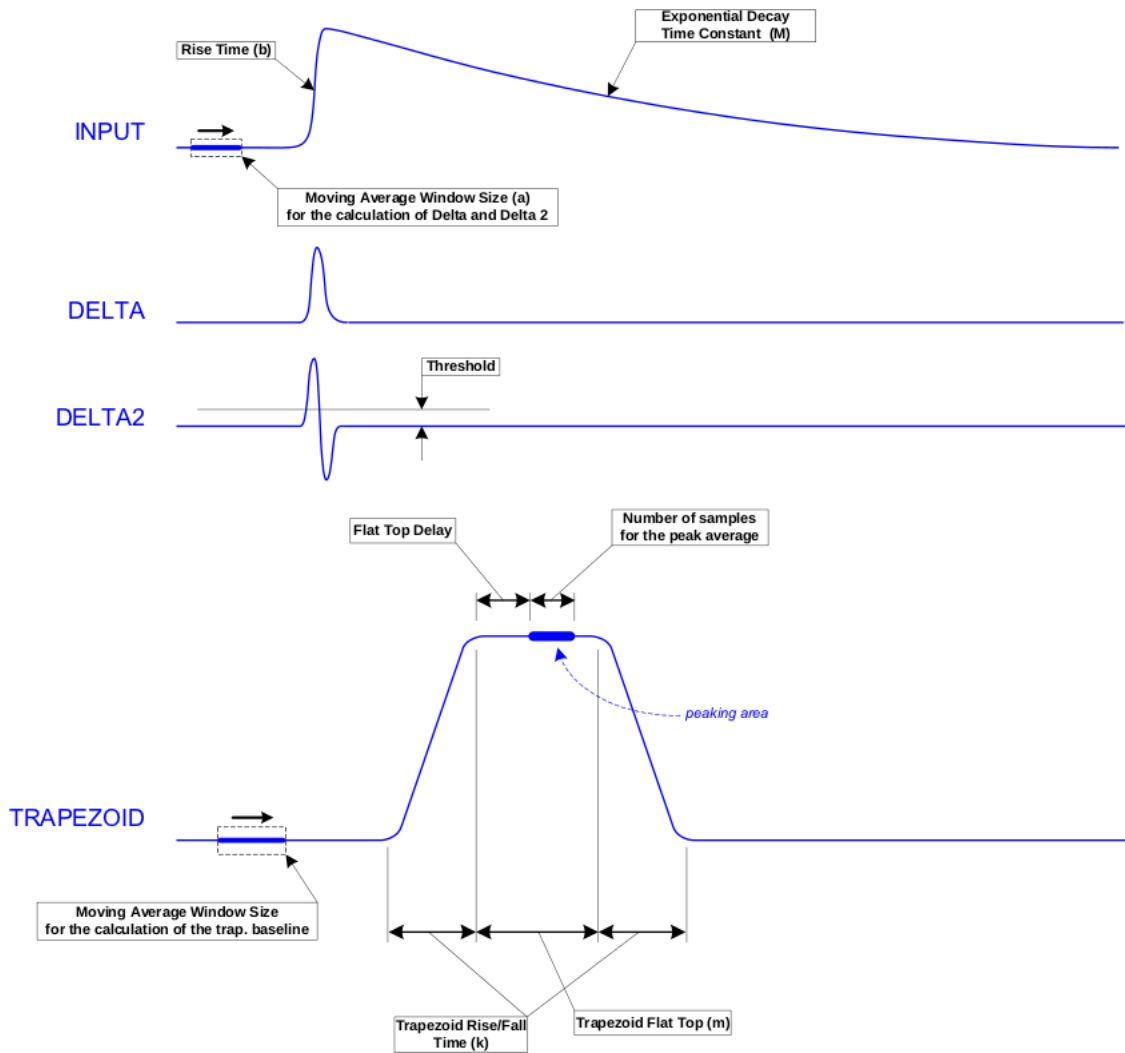 Exponential Decay
Time Constant  (M)
Rise Time (b)
INPUT
Moving Average Window Size (a)
for the calculation of Delta and Delta 2
DELTA
Threshold
DELTA2
Flat Top Delay
Number of samples
for the peak average
peaking area
TRAPEZOID
Moving Average Window Size
for the calculation of the trap. baseline
Trapezoid Rise/Fall
Time (k)
Trapezoid Flat Top (m)